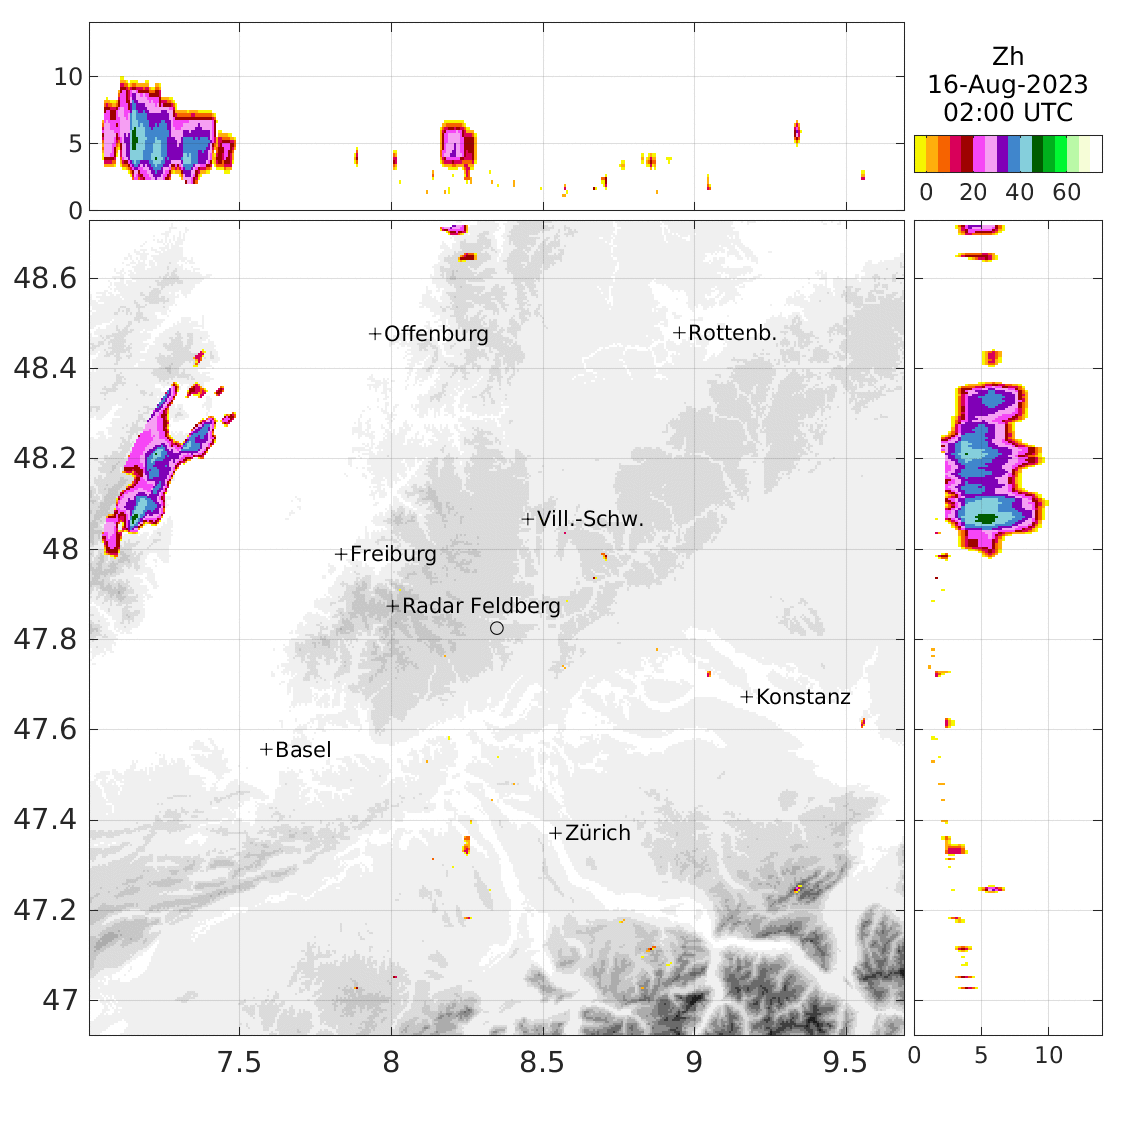 Zh
16-Aug-2023
02:00 UTC
0 20 40 60
10
5
0
48.6
48.4
48.2
48
47.8
47.6
47.4
47.2
47
Offenburg
Rottenb.
Vill.-Schw.
Freiburg
Radar Feldberg
Konstanz
Basel
Zürich
7.5 8 8.5 9 9.5
0 5 10